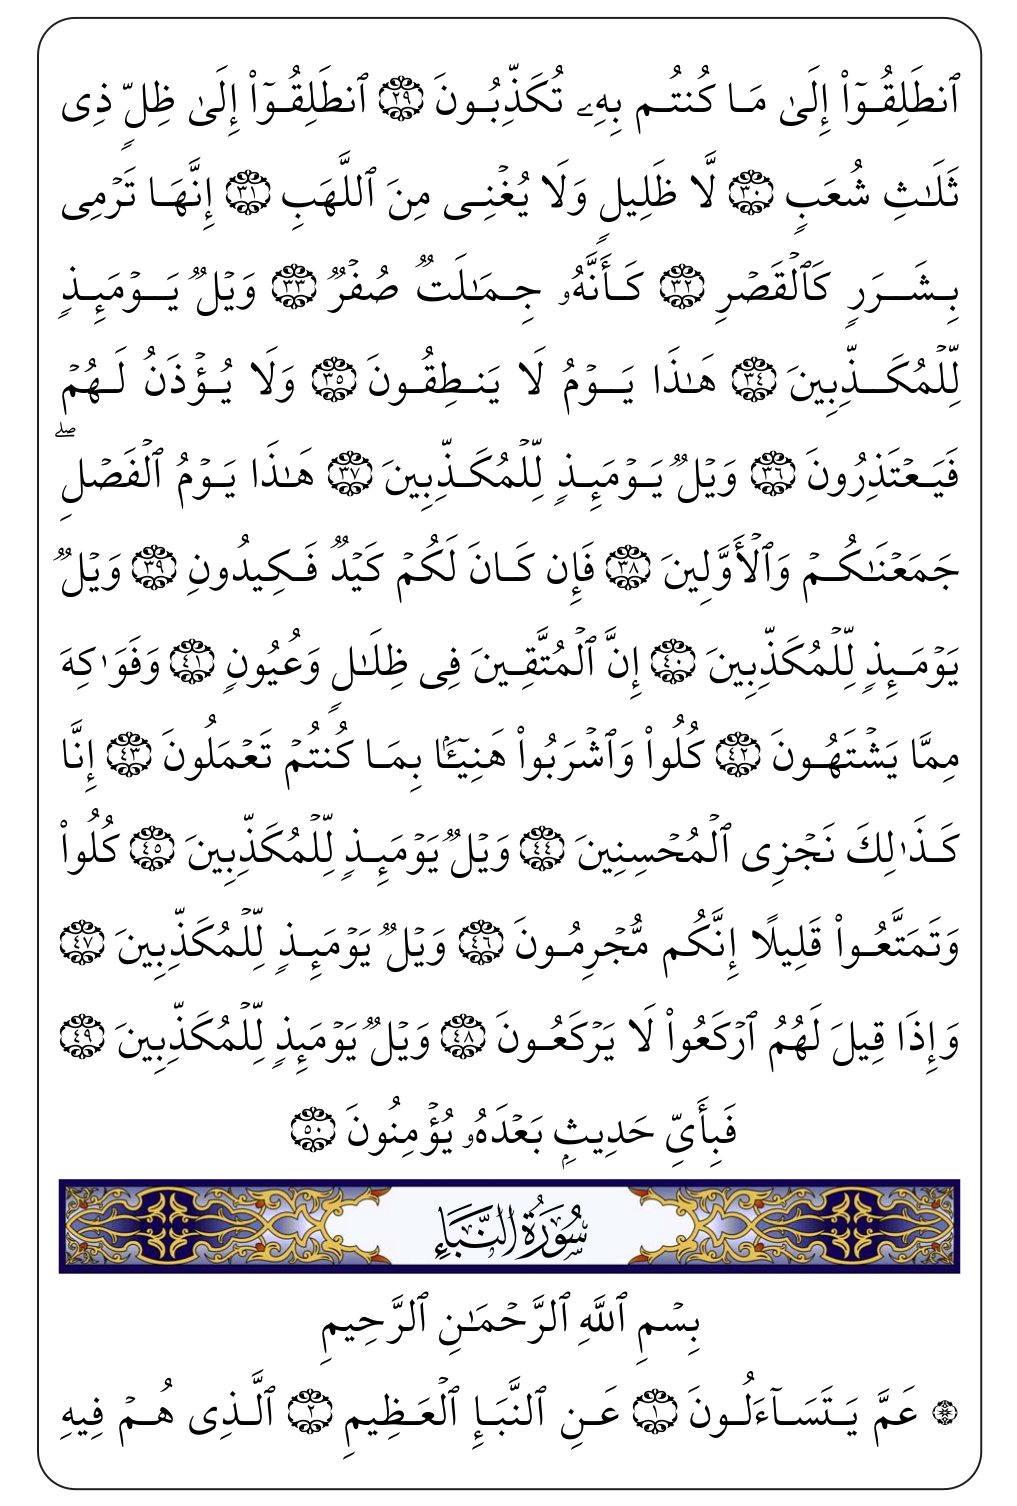 ٱنطَلِقُوٓا۟ إِلَىٰ مَا كُنتُم بِهِۦ تُكَذِّبُونَ ٢٩ ٱنطَلِقُوٓا۟ إِلَىٰ ظِلٍّ ذِى
ثَلَـٰثِ شُعَبٍ ٣٠ لَّا ظَلِيلٍ وَلَا يُغْنِى مِنَ ٱللَّهَبِ ٣١ إِنَّهَا تَرْمِى
بِشَرَرٍ كَٱلْقَصْرِ ٣٢ كَأَنَّهُۥ جِمَـٰلَتٌ صُفْرٌ ٣٣ وَيْلٌ يَوْمَئِذٍ
لِّلْمُكَذِّبِينَ ٣٤ هَـٰذَا يَوْمُ لَا يَنطِقُونَ ٣٥ وَلَا يُؤْذَنُ لَهُمْ
فَيَعْتَذِرُونَ ٣٦ وَيْلٌ يَوْمَئِذٍ لِّلْمُكَذِّبِينَ ٣٧ هَـٰذَا يَوْمُ ٱلْفَصْلِ ۖ
جَمَعْنَـٰكُمْ وَٱلْأَوَّلِينَ ٣٨ فَإِن كَانَ لَكُمْ كَيْدٌ فَكِيدُونِ ٣٩ وَيْلٌ
يَوْمَئِذٍ لِّلْمُكَذِّبِينَ ٤٠ إِنَّ ٱلْمُتَّقِينَ فِى ظِلَـٰلٍ وَعُيُونٍ ٤١ وَفَوَٰكِهَ
مِمَّا يَشْتَهُونَ ٤٢ كُلُوا۟ وَٱشْرَبُوا۟ هَنِيٓـًٔۢا بِمَا كُنتُمْ تَعْمَلُونَ ٤٣ إِنَّا
كَذَٰلِكَ نَجْزِى ٱلْمُحْسِنِينَ ٤٤ وَيْلٌ يَوْمَئِذٍ لِّلْمُكَذِّبِينَ ٤٥ كُلُوا۟
وَتَمَتَّعُوا۟ قَلِيلًا إِنَّكُم مُّجْرِمُونَ ٤٦ وَيْلٌ يَوْمَئِذٍ لِّلْمُكَذِّبِينَ ٤٧
وَإِذَا قِيلَ لَهُمُ ٱرْكَعُوا۟ لَا يَرْكَعُونَ ٤٨ وَيْلٌ يَوْمَئِذٍ لِّلْمُكَذِّبِينَ ٤٩
فَبِأَىِّ حَدِيثٍۭ بَعْدَهُۥ يُؤْمِنُونَ ٥٠
سُورَةُ النَّبَإِ
بِسْمِ ٱللَّهِ ٱلرَّحْمَـٰنِ ٱلرَّحِيمِ
۞ عَمَّ يَتَسَآءَلُونَ ١ عَنِ ٱلنَّبَإِ ٱلْعَظِيمِ ٢ ٱلَّذِى هُمْ فِيهِ